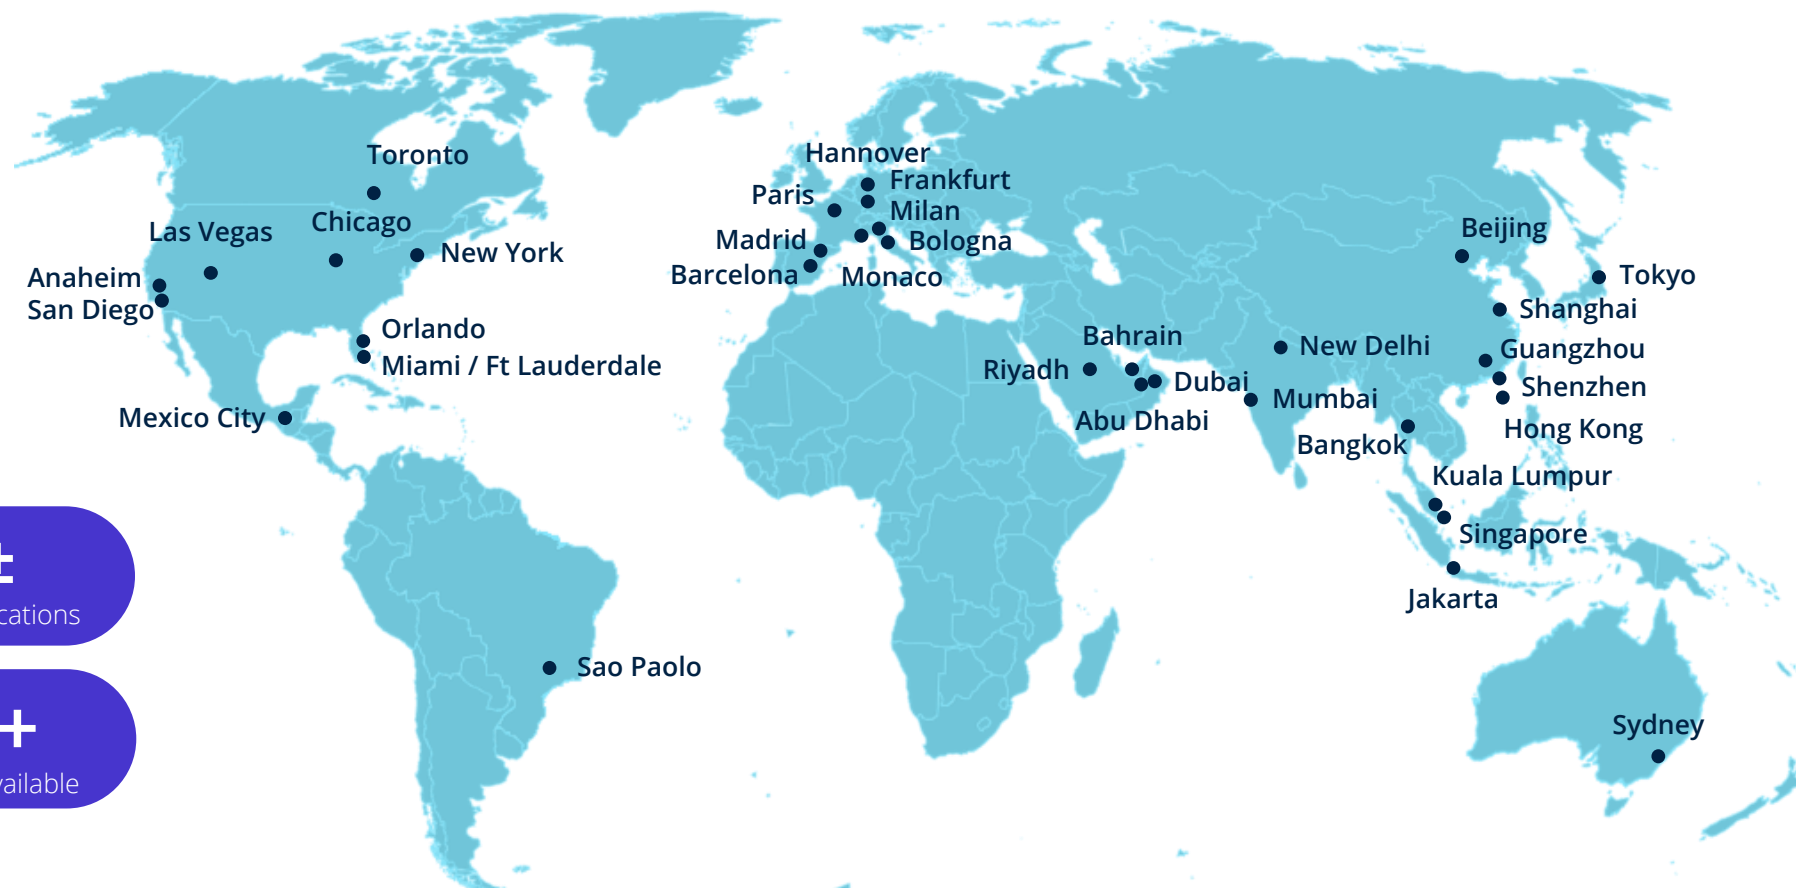 Toronto
Hannover
Frankfurt
Paris
Milan
Las Vegas
Chicago
Beijing
New York
Madrid
Bologna
Anaheim
Barcelona
Monaco
Tokyo
San Diego
Shanghai
Orlando
Bahrain
New Delhi
Guangzhou
Miami / Ft Lauderdale
Riyadh
Dubai
Shenzhen
Mumbai
Mexico City
Abu Dhabi
Hong Kong
Bangkok
Kuala Lumpur
Singapore
±
cations
Jakarta
Sao Paolo
Sydney
+
vailable